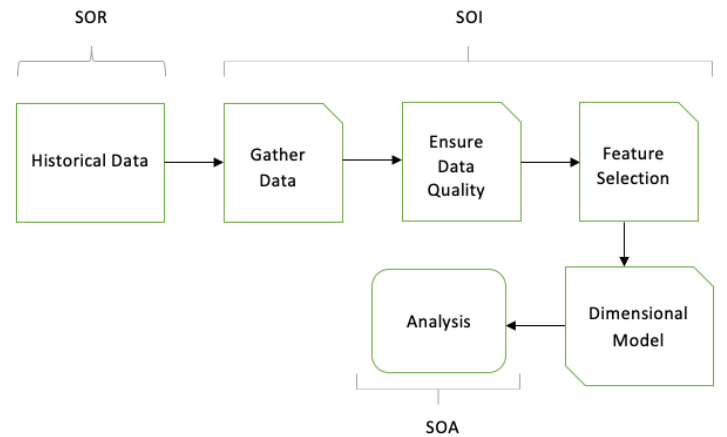 SOR
SOI
Historical Data
Gather
Data
Ensure
Data
Quality
Feature
Selection
Analysis
Dimensional
Model
SOA